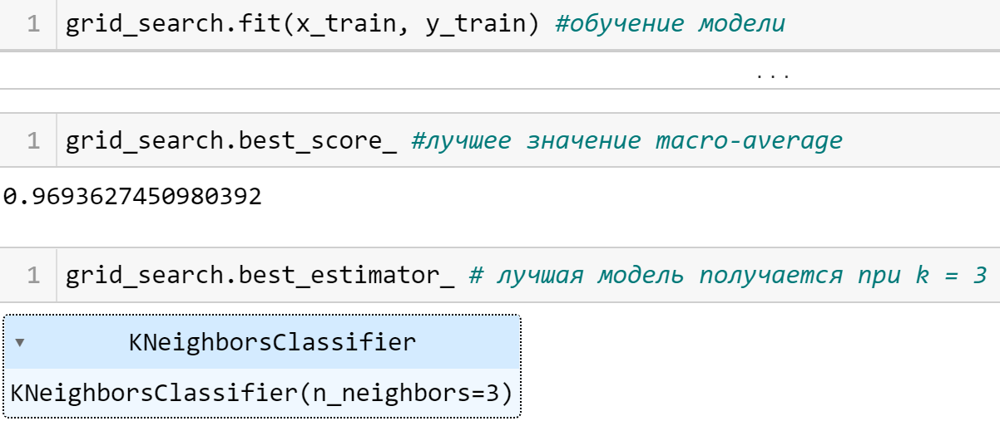 1 grid_search.fit(x_train, y_train) #обучение модели
...
1 grid_search.best_score_ #лучшее значение macro-average
0.9693627450980392
1 grid_search.best_estimator_ # лучшая модель получается при k = 3
▼ KNeighborsClassifier
KNeighborsClassifier(n_neighbors=3)